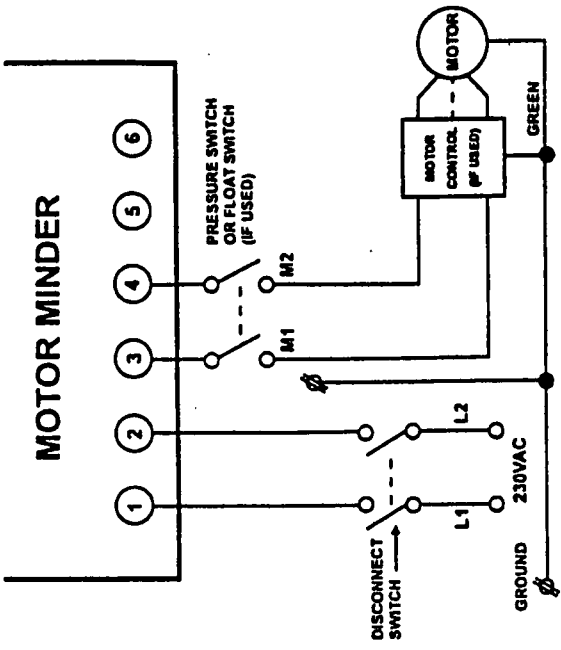 MOTOR MINDER
1
2
3
4
5
6
PRESSURE SWITCH
OR FLOAT SWITCH
(IF USED)
M1
M2
DISCONNECT
SWITCH
L1
L2
230VAC
GROUND
MOTOR
CONTROL
(IF USED)
MOTOR
GREEN